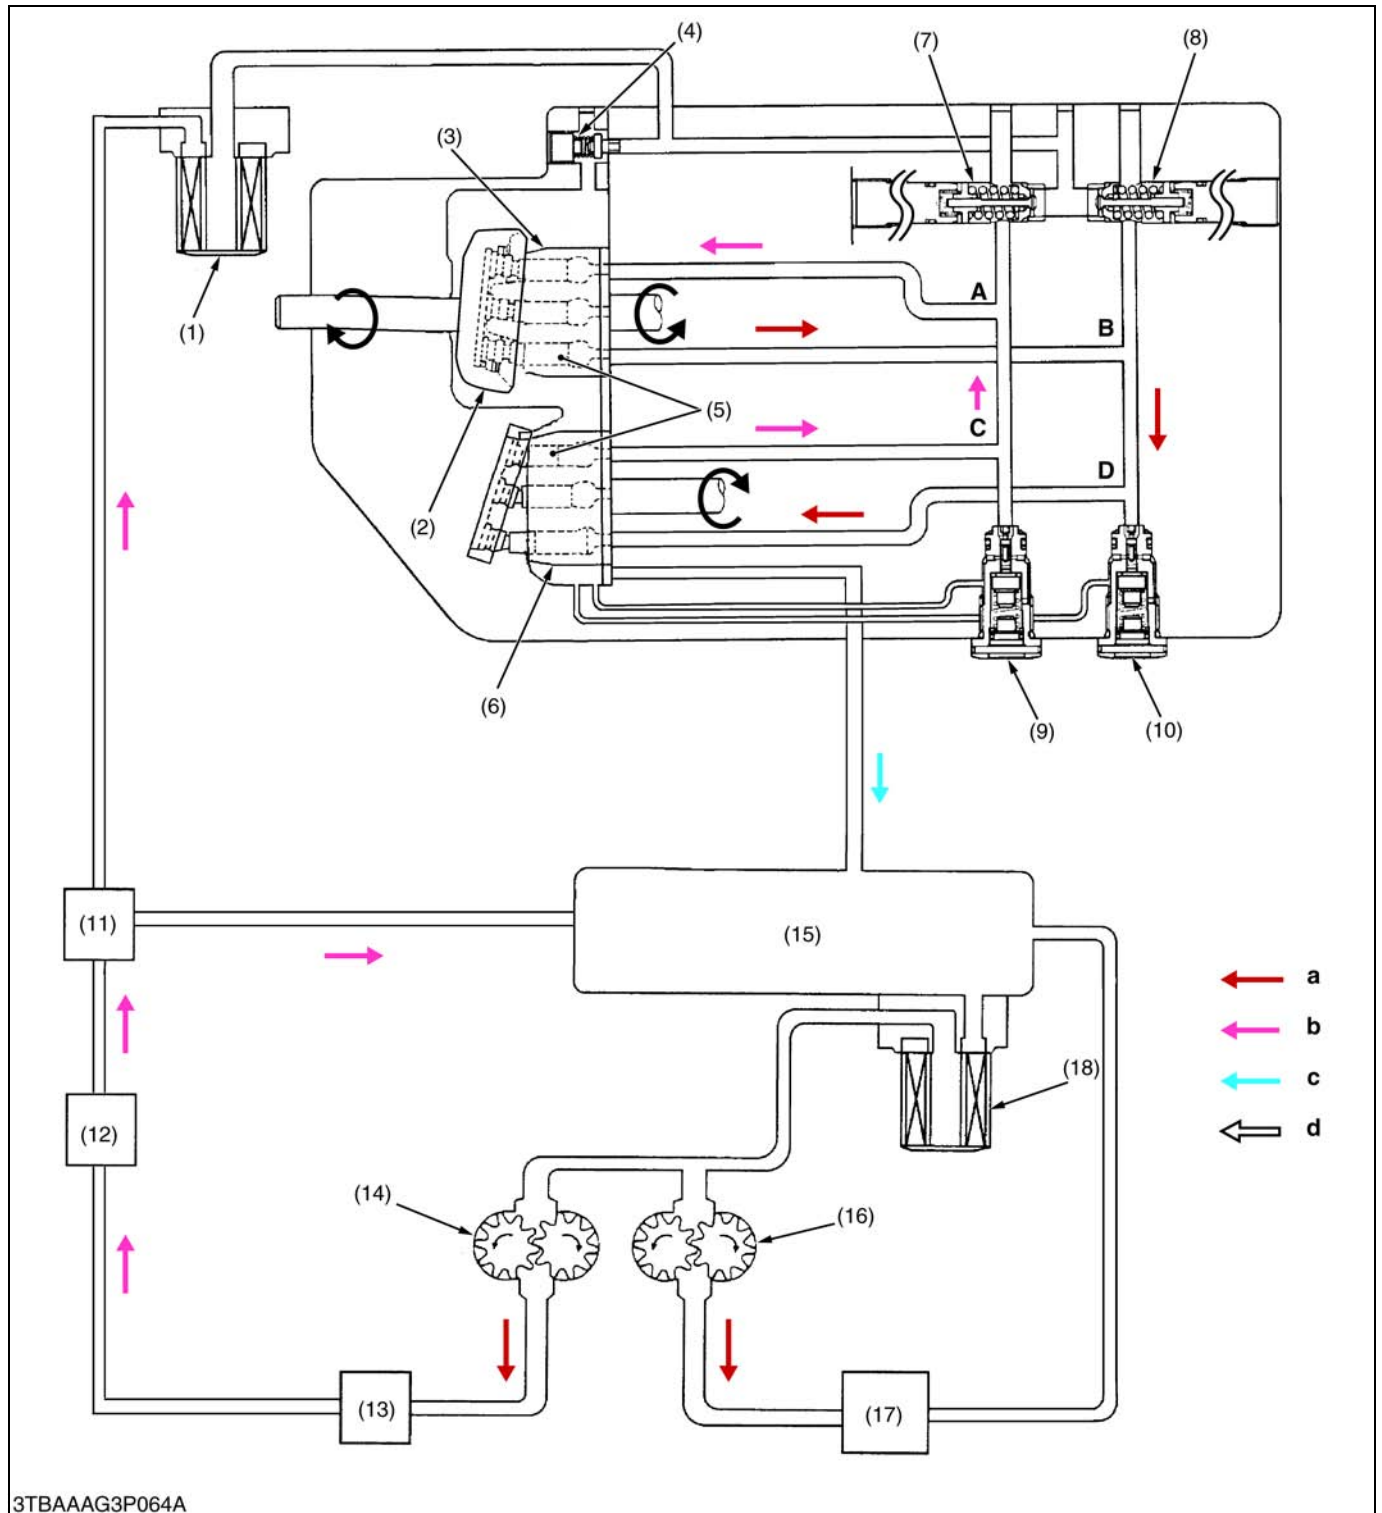 (4)
(7)
(8)
(3)
(1)
A
B
(5)
C
D
(2)
(6)
(9)
(10)
(11)
(15)
a
b
(18)
c
(12)
d
(14)
(16)
(13)
(17)
3TBAAAG3P064A